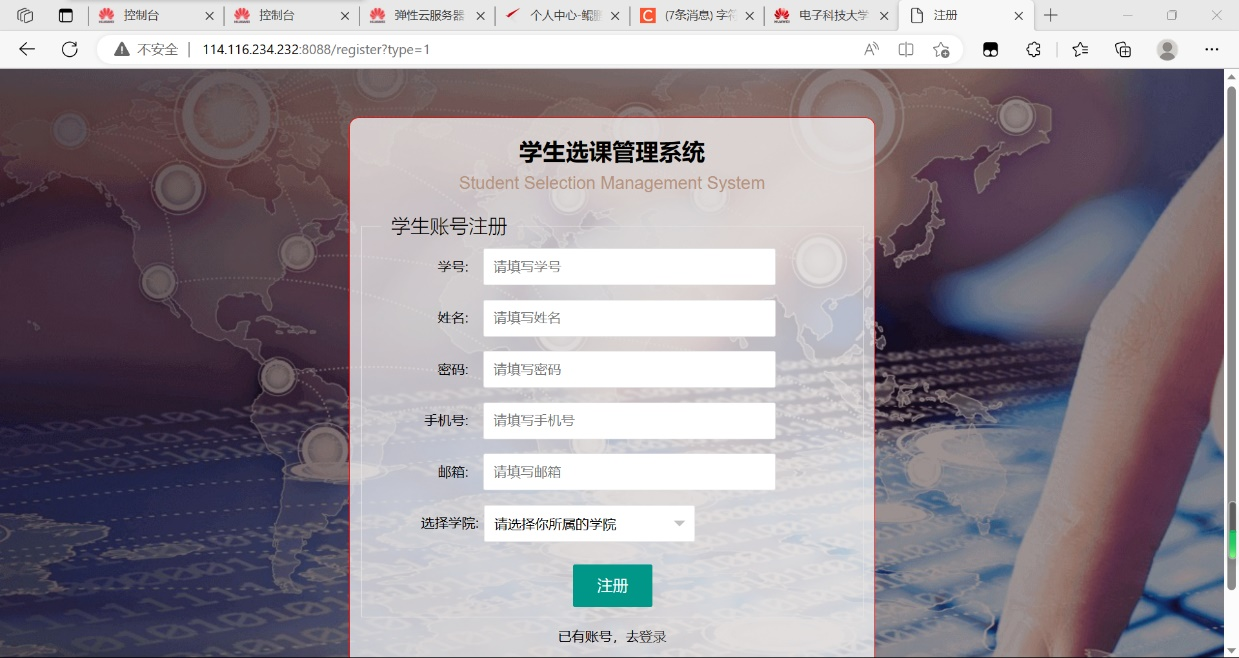 控制台
控制台
弹性云服务器
个人中心-鲲鹏
(7条消息) 字符
电子科技大学
注册
不安全
114.116.234.232:8088/register?type=1
学生选课管理系统
Student Selection Management System
学生账号注册
学号: 请填写学号
姓名: 请填写姓名
密码: 请填写密码
手机号: 请填写手机号
邮箱: 请填写邮箱
选择学院: 请选择你所属的学院
注册
已有账号，去登录